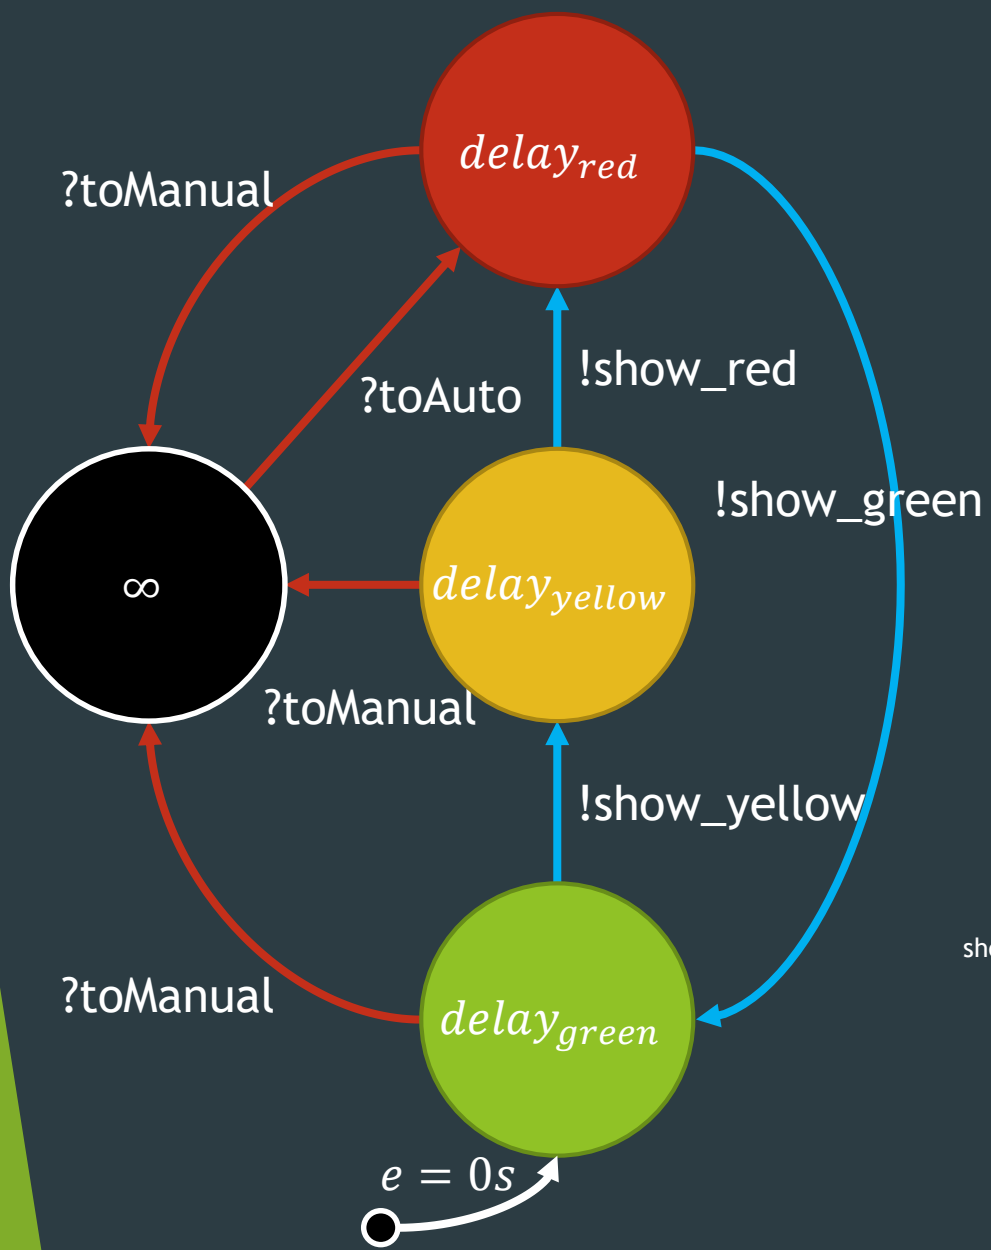 delay_red
?toManual
!show_red
?toAuto
!show_green
∞
delay_yellow
?toManual
!show_yellow
?toManual
delay_green
e = 0s